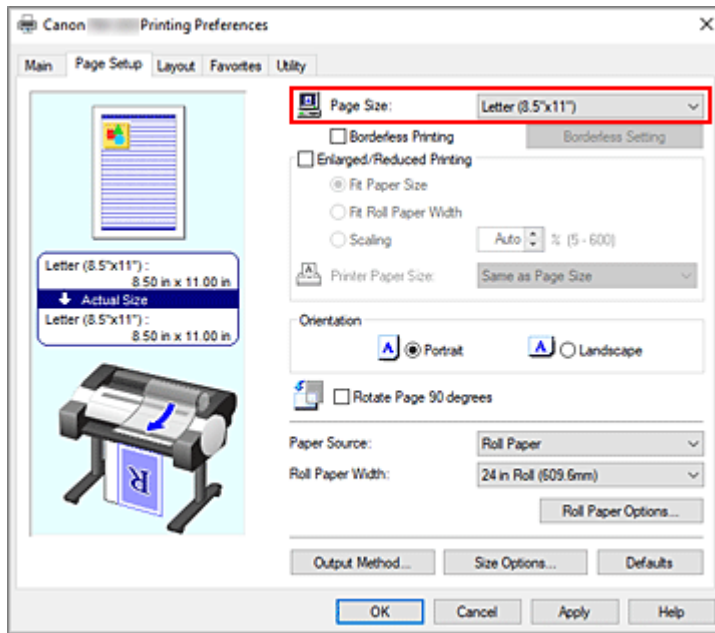 Canon Printing Preferences
Main Page Setup Layout Favorites Utility
Page Size: Letter (8.5"x11")
Borderless Printing Borderless Setting
Enlarged/Reduced Printing
Fit Paper Size
Fit Roll Paper Width
Scaling Auto % (5 - 600)
Printer Paper Size: Same as Page Size
Letter (8.5"x11") :
8.50 in x 11.00 in
Actual Size
Letter (8.5"x11") :
8.50 in x 11.00 in
Orientation
A Portrait A Landscape
Rotate Page 90 degrees
R
Paper Source: Roll Paper
Roll Paper Width: 24 in Roll (609.6mm)
Roll Paper Options...
Output Method... Size Options... Defaults
OK Cancel Apply Help